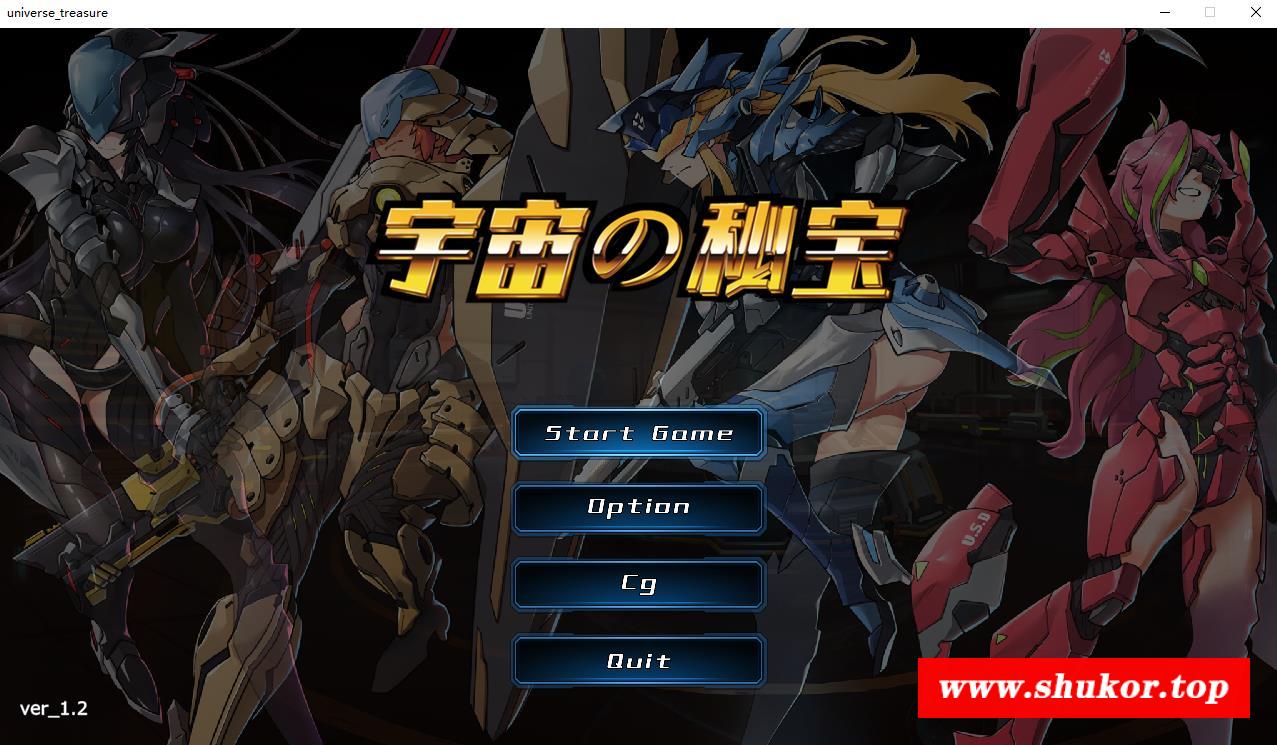 universe_treasure
宇宙の秘宝
Start Game
Option
Cg
Quit
U.S.D
ver_1.2
www.shukor.top